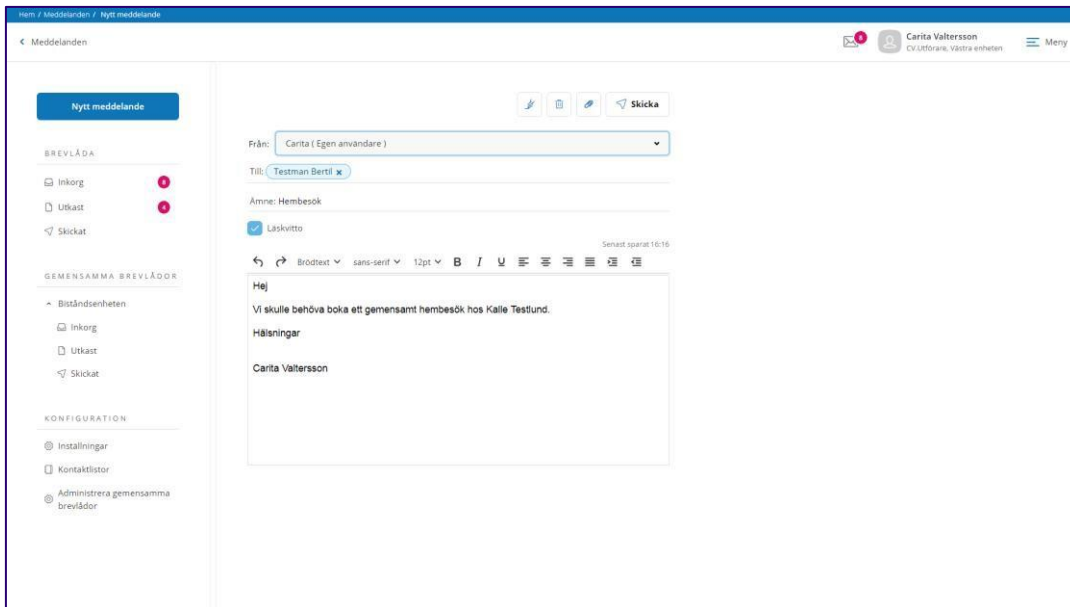 Hem / Meddelanden / Nytt meddelande
Meddelanden
8
Carita Valtersson
CV.Utförare, Västra enheten
Meny
Nytt meddelande
Skicka
BREVLÅDA
Inkorg 8
Utkast 4
Skickat
GEMENSAMMA BREVLÅDOR
Biståndsenheten
Inkorg
Utkast
Skickat
KONFIGURATION
Inställningar
Kontaktlistor
Administrera gemensamma
brevlådor
Från: Carita ( Egen användare )
Till: Testman Bertil x
Ämne: Hembesök
Läskvitto
Senast sparat 16:16
Brödtext sans-serif 12pt B I U
Hej
Vi skulle behöva boka ett gemensamt hembesök hos Kalle Testlund.
Hälsningar
Carita Valtersson